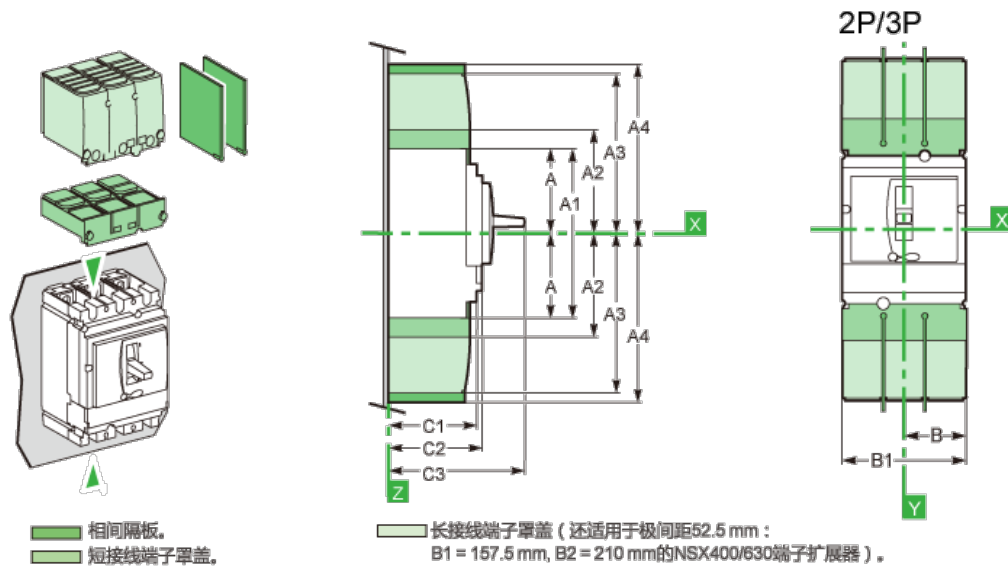 2P/3P
A4
A3
A2
A
A1
X
A
A2
A3
A4
C1
C2
C3
Z
X
B
B1
Y
相间隔板。
短接线端子罩盖。
长接线端子罩盖（还适用于极间距52.5 mm：
B1 = 157.5 mm, B2 = 210 mm的NSX400/630端子扩展器）。